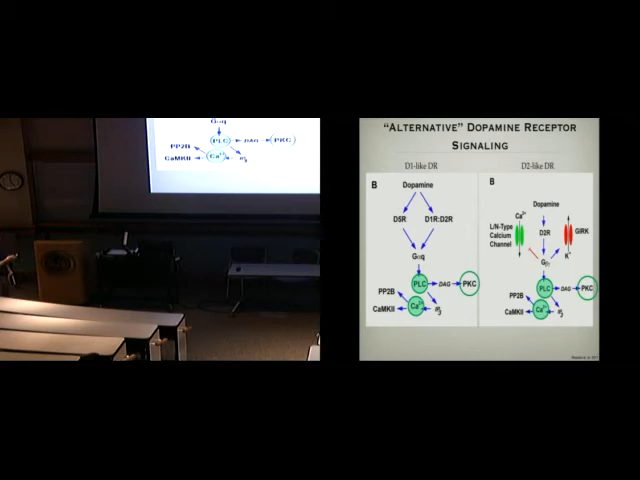 Gαq
PLC
DAG
PKC
PP2B
CaMKII
Ca²⁺
IP3
"ALTERNATIVE" DOPAMINE RECEPTOR
SIGNALING
D1-like DR
D2-like DR
B
Dopamine
D5R
D1R:D2R
Gαq
PLC
DAG
PKC
PP2B
Ca²⁺
CaMKII
IP3
B
Dopamine
Ca²⁺
L/N-Type
Calcium
Channel
D2R
GIRK
K⁺
Gβγ
PLC
DAG
PKC
PP2B
Ca²⁺
CaMKII
IP3